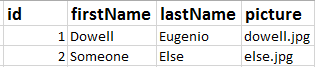 id firstName lastName picture
1 Dowell Eugenio dowell.jpg
2 Someone Else else.jpg